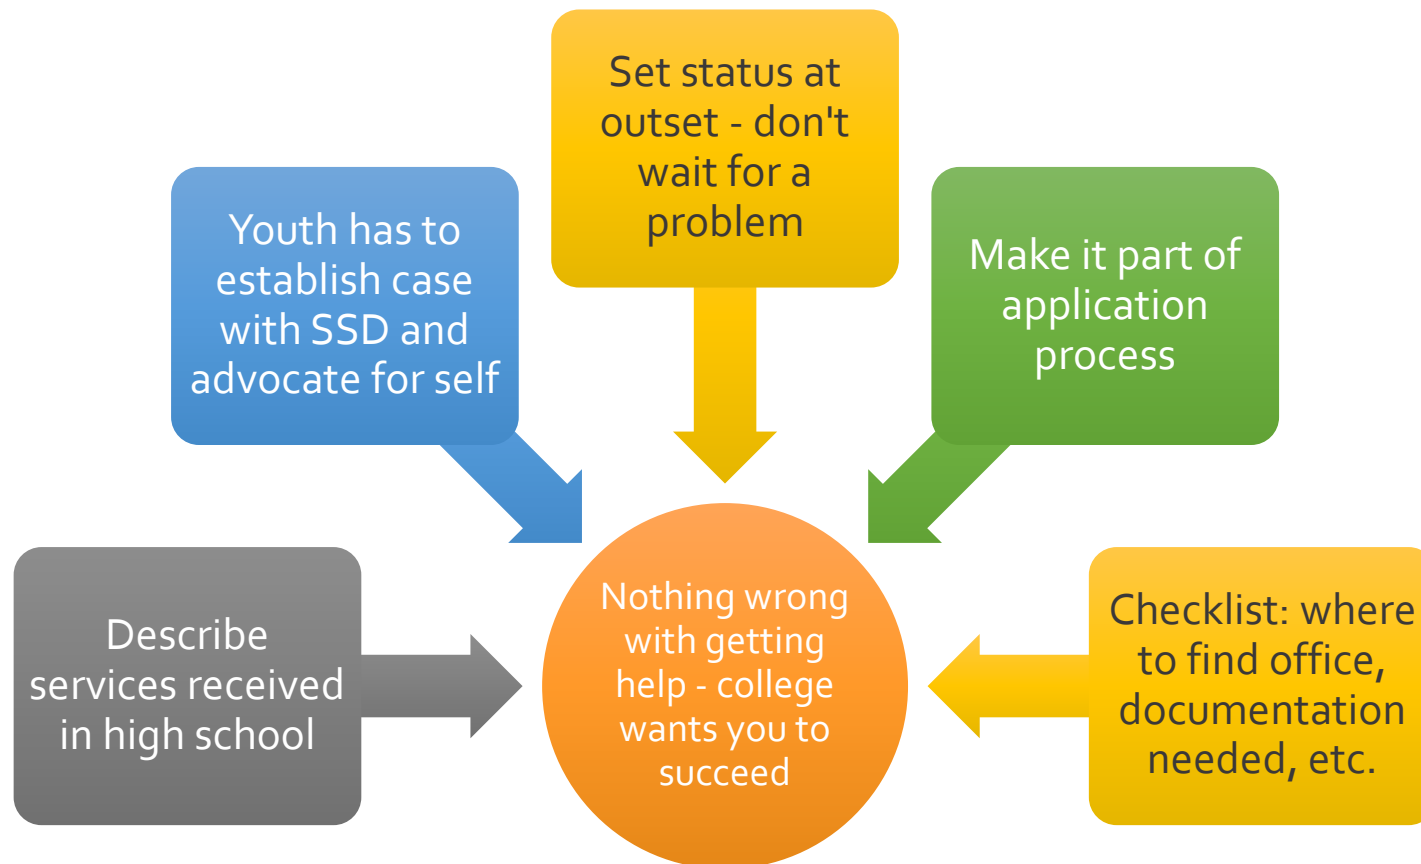 Describe
services received
in high school
Youth has to
establish case
with SSD and
advocate for self
Set status at
outset - don't
wait for a
problem
Make it part of
application
process
Checklist: where
to find office,
documentation
needed, etc.
Nothing wrong
with getting
help - college
wants you to
succeed